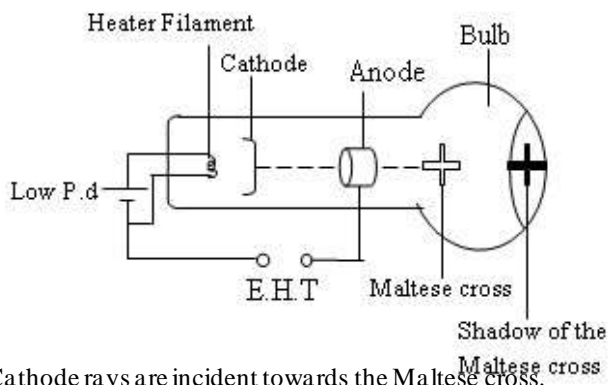 Heater Filament
Bulb
Cathode
Anode
Low P.d
E.H.T
Maltese cross
Shadow of the
Maltese cross
Cathode rays are incident towards the Maltese cross.